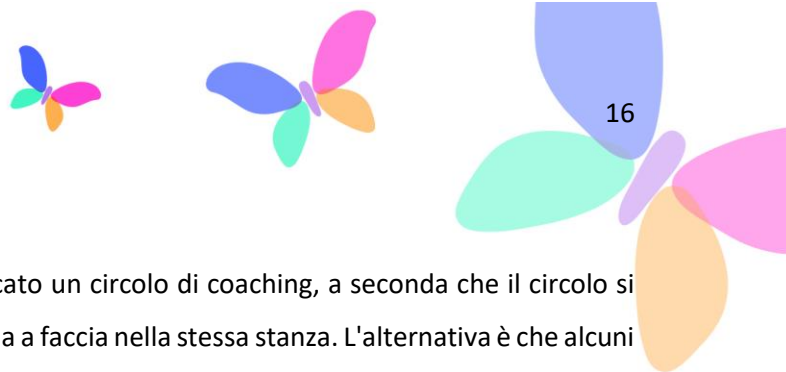 16
cato un circolo di coaching, a seconda che il circolo si
a a faccia nella stessa stanza. L'alternativa è che alcuni